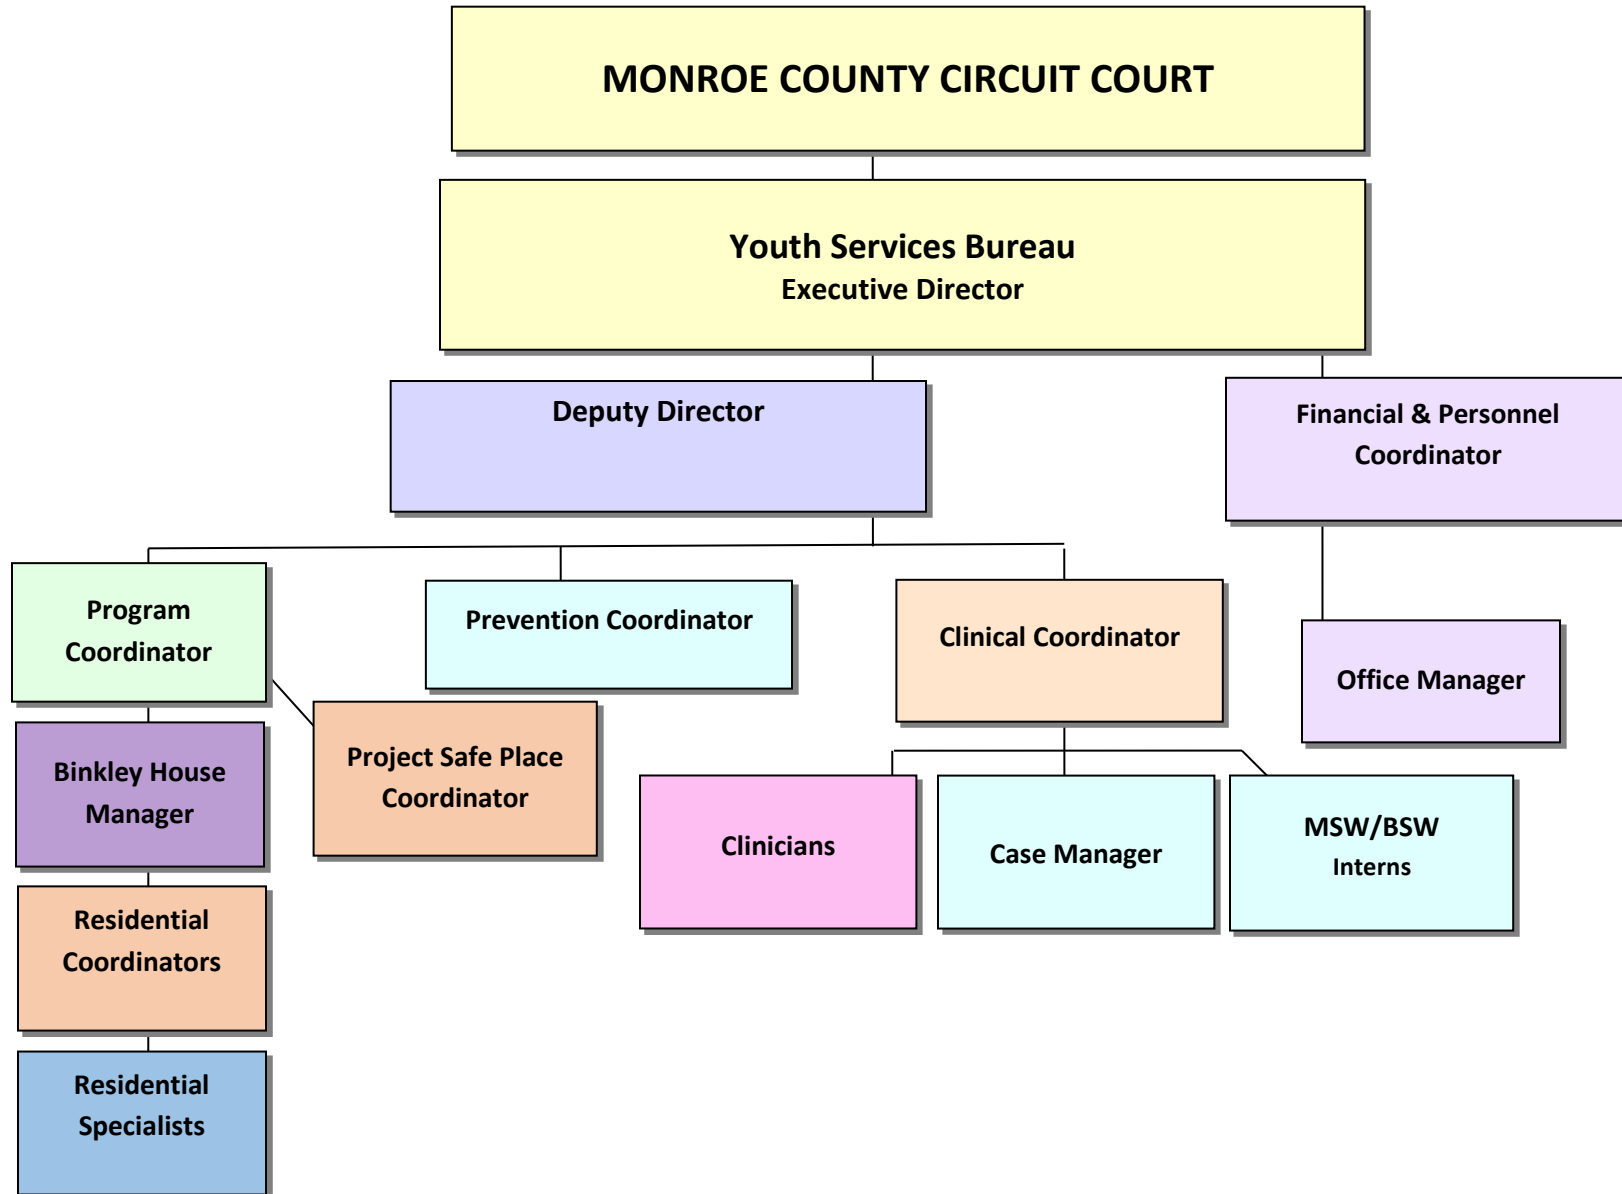 MONROE COUNTY CIRCUIT COURT
Youth Services Bureau
Executive Director
Deputy Director
Financial & Personnel
Coordinator
Program
Coordinator
Prevention Coordinator
Clinical Coordinator
Office Manager
Binkley House
Manager
Project Safe Place
Coordinator
Clinicians
Case Manager
MSW/BSW
Interns
Residential
Coordinators
Residential
Specialists